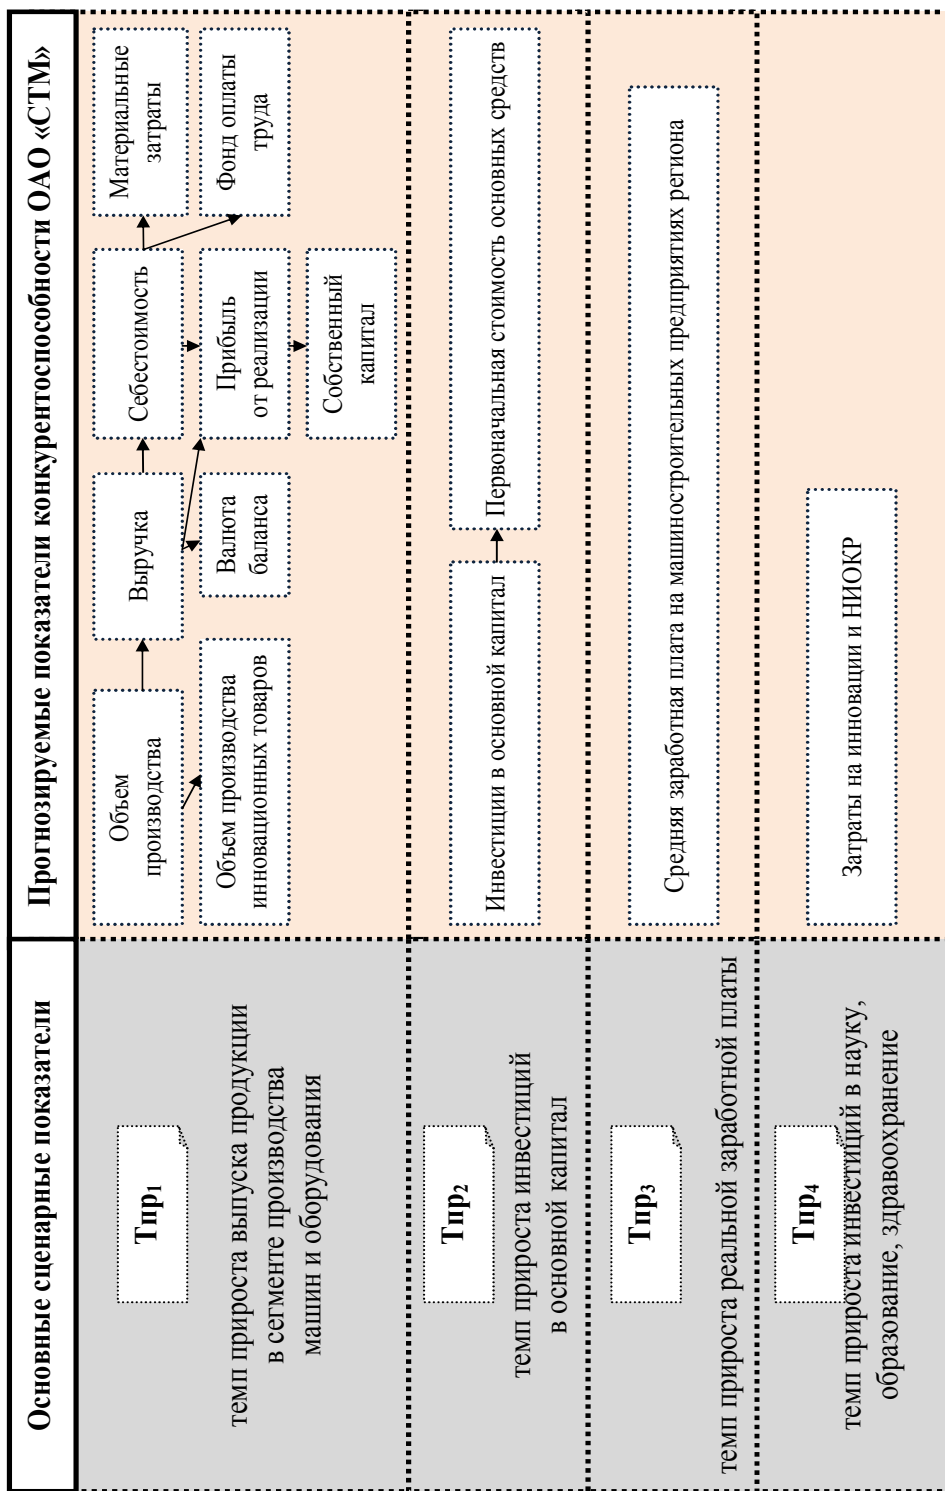 Основные сценарные показатели
Прогнозируемые показатели конкурентоспособности ОАО «СТМ»
Тпр₁
темп прироста выпуска продукции
в сегменте производства
машин и оборудования
Объем
производства
Выручка
Себестоимость
Материальные
затраты
Объем производства
инновационных товаров
Валюта
баланса
Прибыль
от реализации
Фонд оплаты
труда
Собственный
капитал
Тпр₂
темп прироста инвестиций
в основной капитал
Инвестиции в основной капитал
Первоначальная стоимость основных средств
Тпр₃
темп прироста реальной заработной платы
Средняя заработная плата на машиностроительных предприятиях региона
Тпр₄
темп прироста инвестиций в науку,
образование, здравоохранение
Затраты на инновации и НИОКР